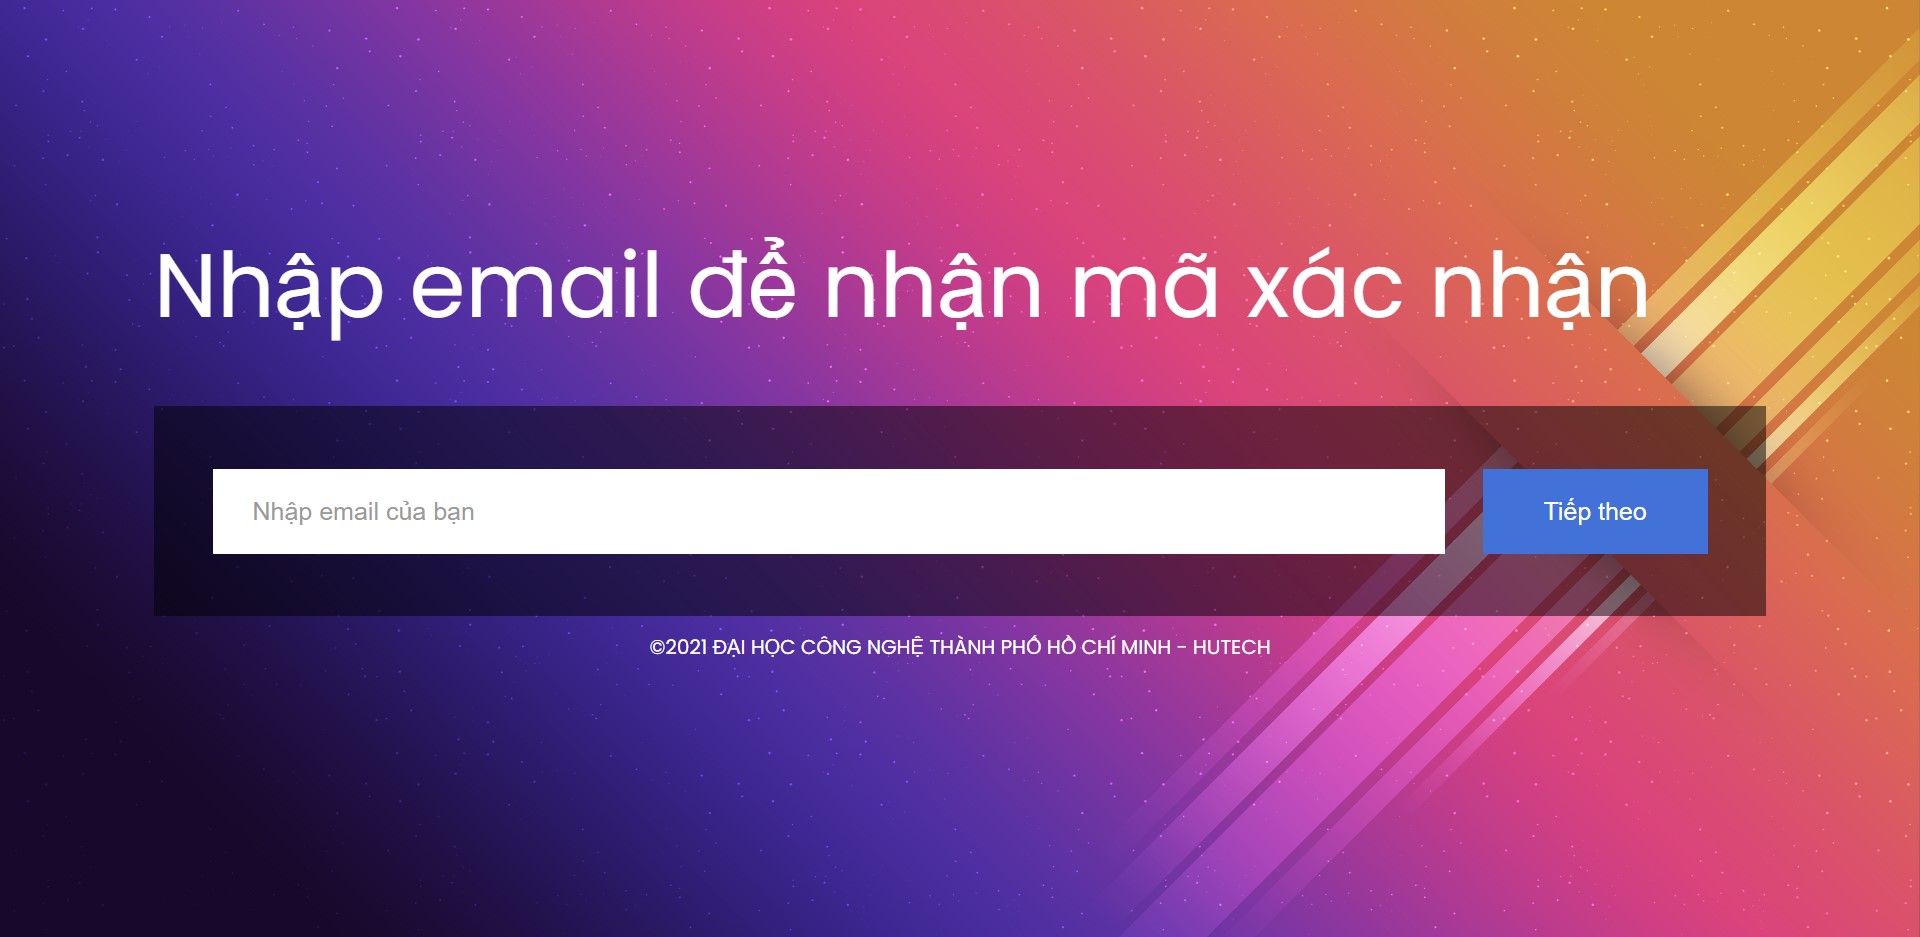 Nhập email để nhận mã xác nhận
Nhập email của bạn
Tiếp theo
©2021 ĐẠI HỌC CÔNG NGHỆ THÀNH PHỐ HỒ CHÍ MINH - HUTECH